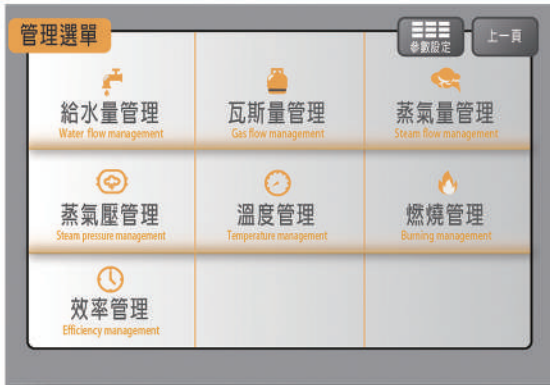 管理選單
參數設定
上一頁
給水量管理
Water flow management
瓦斯量管理
Gas flow management
蒸氣量管理
Steam flow management
蒸氣壓管理
Steam pressure management
溫度管理
Temperature management
燃燒管理
Burning management
效率管理
Efficiency management